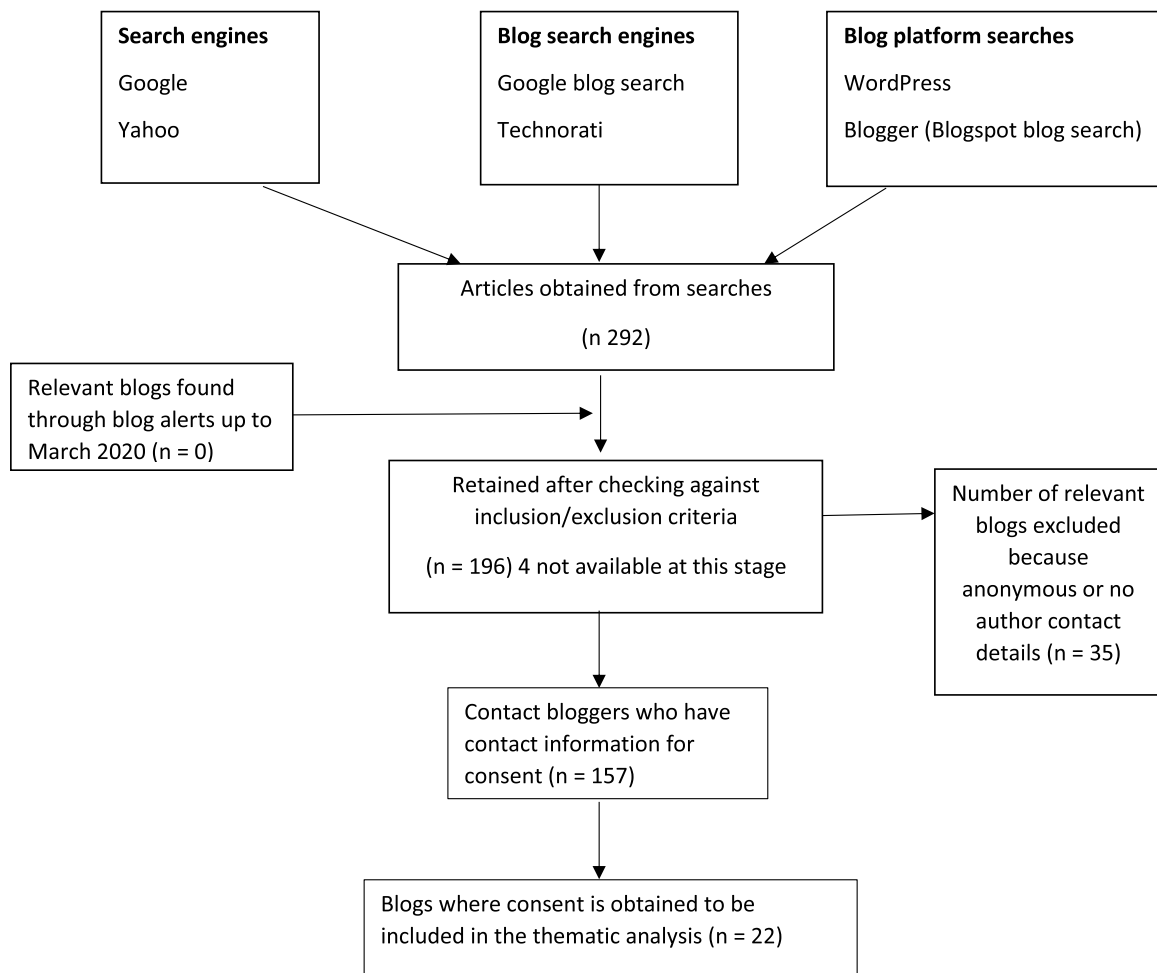 Search engines
Google
Yahoo
Blog search engines
Google blog search
Technorati
Blog platform searches
WordPress
Blogger (Blogspot blog search)
Articles obtained from searches
(n 292)
Relevant blogs found
through blog alerts up to
March 2020 (n = 0)
Retained after checking against
inclusion/exclusion criteria
(n = 196) 4 not available at this stage
Number of relevant
blogs excluded
because
anonymous or no
author contact
details (n = 35)
Contact bloggers who have
contact information for
consent (n = 157)
Blogs where consent is obtained to be
included in the thematic analysis (n = 22)